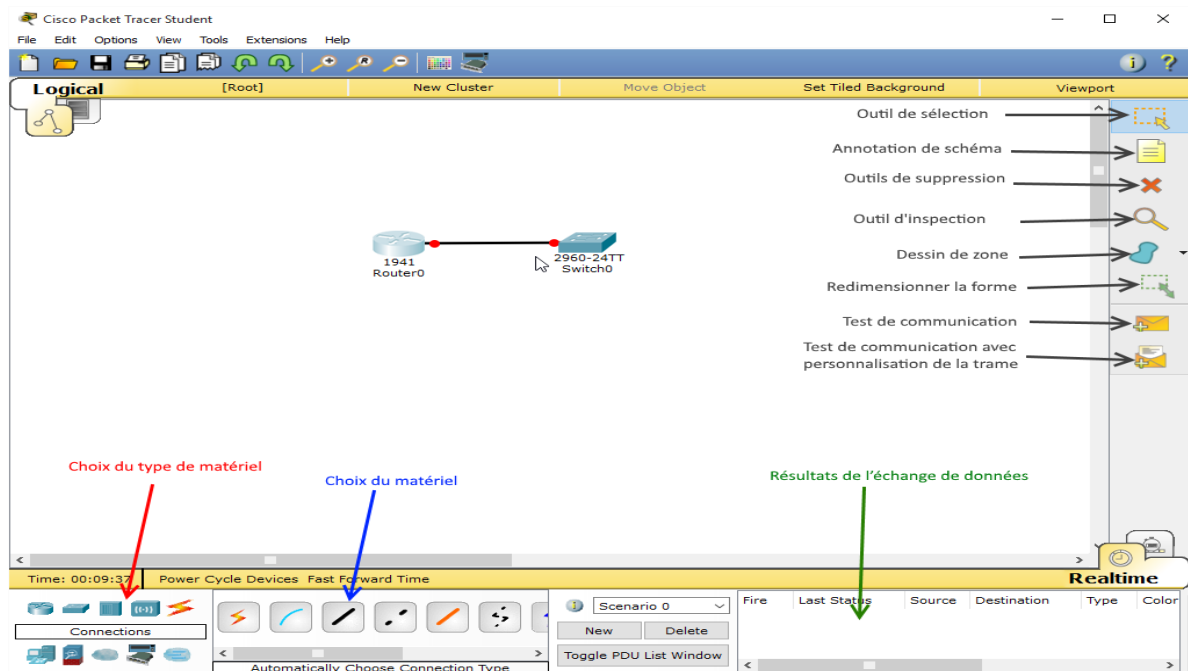 Cisco Packet Tracer Student
File Edit Options View Tools Extensions Help
Logical [Root] New Cluster Move Object Set Tiled Background Viewport
Outil de sélection
Annotation de schéma
Outils de suppression
Outil d'inspection
Dessin de zone
Redimensionner la forme
Test de communication
Test de communication avec
personnalisation de la trame
1941
Router0
2960-24TT
Switch0
Choix du type de matériel
Choix du matériel
Résultats de l’échange de données
Time: 00:09:37 Power Cycle Devices Fast Forward Time
Realtime
Connections
Automatically Choose Connection Type
Scenario 0
New Delete
Toggle PDU List Window
Fire Last Status Source Destination Type Color